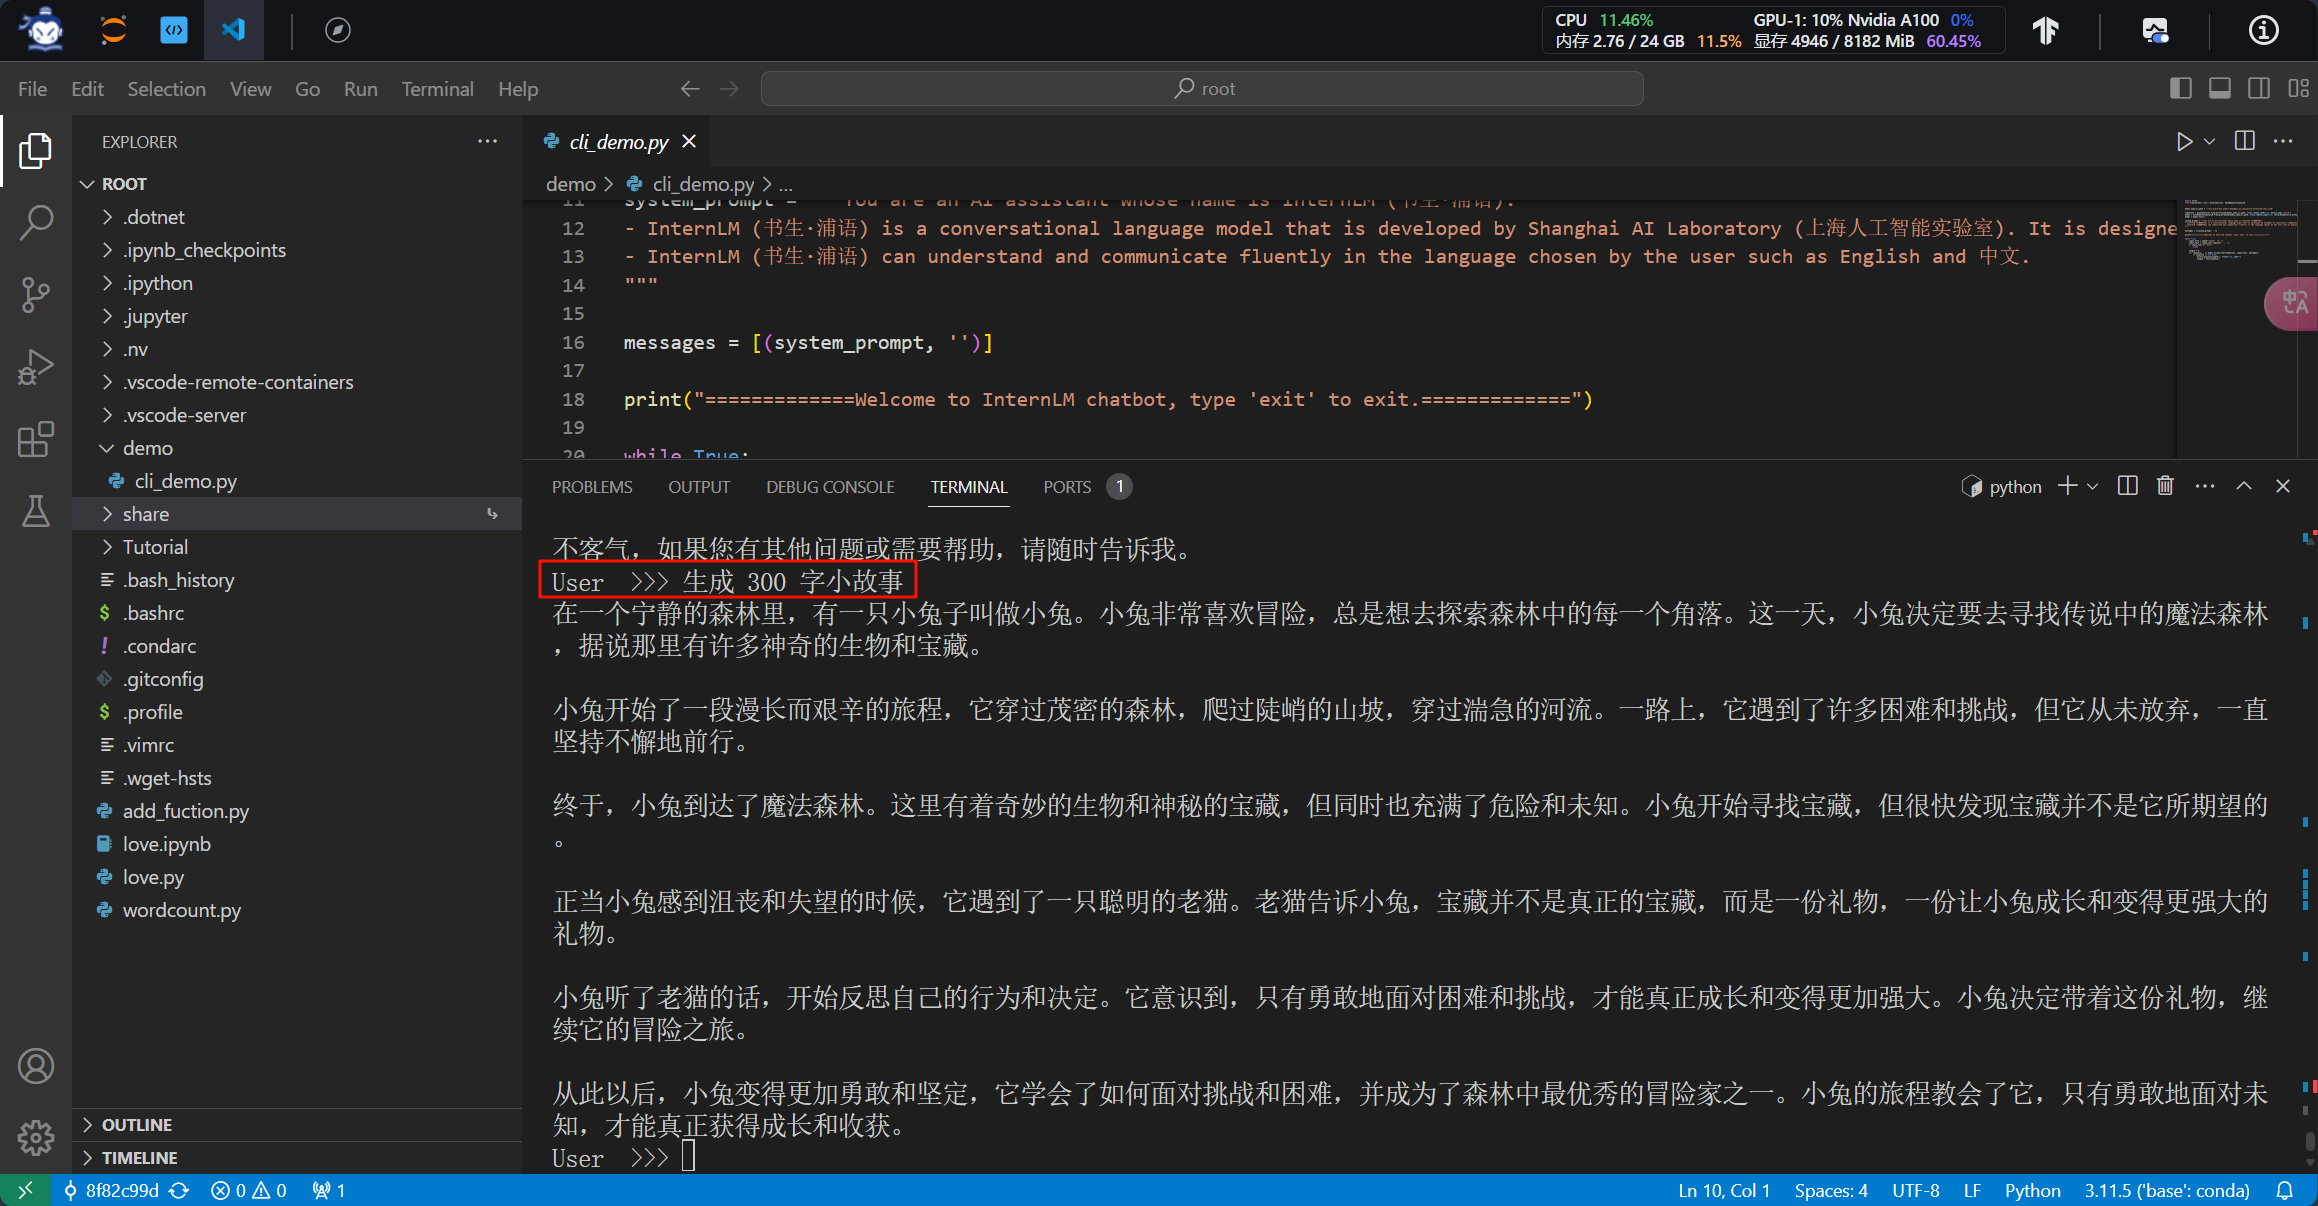 CPU 11.46% GPU-1: 10% Nvidia A100 0%
内存 2.76 / 24 GB 11.5% 显存 4946 / 8182 MiB 60.45%
File Edit Selection View Go Run Terminal Help
root
EXPLORER
ROOT
.dotnet
.ipynb_checkpoints
.ipython
.jupyter
.nv
.vscode-remote-containers
.vscode-server
demo
cli_demo.py
share
Tutorial
.bash_history
.bashrc
.condarc
.gitconfig
.profile
.vimrc
.wget-hsts
add_fuction.py
love.ipynb
love.py
wordcount.py
OUTLINE
TIMELINE
cli_demo.py
demo > cli_demo.py > ...
11 system_prompt = """You are an AI assistant whose name is InternLM (书生·浦语).
12 - InternLM (书生·浦语) is a conversational language model that is developed by Shanghai AI Laboratory (上海人工智能实验室). It is designe
13 - InternLM (书生·浦语) can understand and communicate fluently in the language chosen by the user such as English and 中文.
14 """
15
16 messages = [(system_prompt, '')]
17
18 print("=============Welcome to InternLM chatbot, type 'exit' to exit.=============")
19
20 while True:
中A
PROBLEMS OUTPUT DEBUG CONSOLE TERMINAL PORTS 1
python
不客气，如果您有其他问题或需要帮助，请随时告诉我。
User >>> 生成 300 字小故事
在一个宁静的森林里，有一只小兔子叫做小兔。小兔非常喜欢冒险，总是想去探索森林中的每一个角落。这一天，小兔决定要去寻找传说中的魔法森林
，据说那里有许多神奇的生物和宝藏。
小兔开始了一段漫长而艰辛的旅程，它穿过茂密的森林，爬过陡峭的山坡，穿过湍急的河流。一路上，它遇到了许多困难和挑战，但它从未放弃，一直
坚持不懈地前行。
终于，小兔到达了魔法森林。这里有着奇妙的生物和神秘的宝藏，但同时也充满了危险和未知。小兔开始寻找宝藏，但很快发现宝藏并不是它所期望的
。
正当小兔感到沮丧和失望的时候，它遇到了一只聪明的老猫。老猫告诉小兔，宝藏并不是真正的宝藏，而是一份礼物，一份让小兔成长和变得更强大的
礼物。
小兔听了老猫的话，开始反思自己的行为和决定。它意识到，只有勇敢地面对困难和挑战，才能真正成长和变得更加强大。小兔决定带着这份礼物，继
续它的冒险之旅。
从此以后，小兔变得更加勇敢和坚定，它学会了如何面对挑战和困难，并成为了森林中最优秀的冒险家之一。小兔的旅程教会了它，只有勇敢地面对未
知，才能真正获得成长和收获。
User >>>
8f82c99d 0 0 1 Ln 10, Col 1 Spaces: 4 UTF-8 LF Python 3.11.5 ('base': conda)